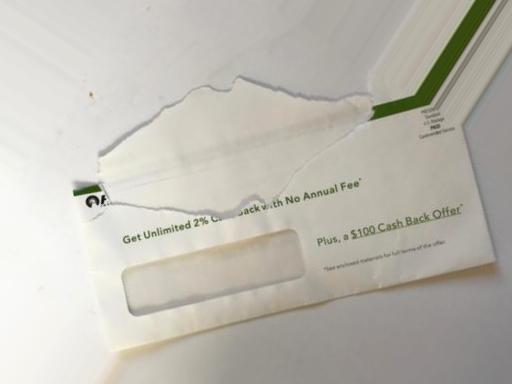 PAID
Get Unlimited 2% Back with No Annual Fee*
Plus, a $100 Cash Back Offer*
*See enclosed materials for full terms of the offer.